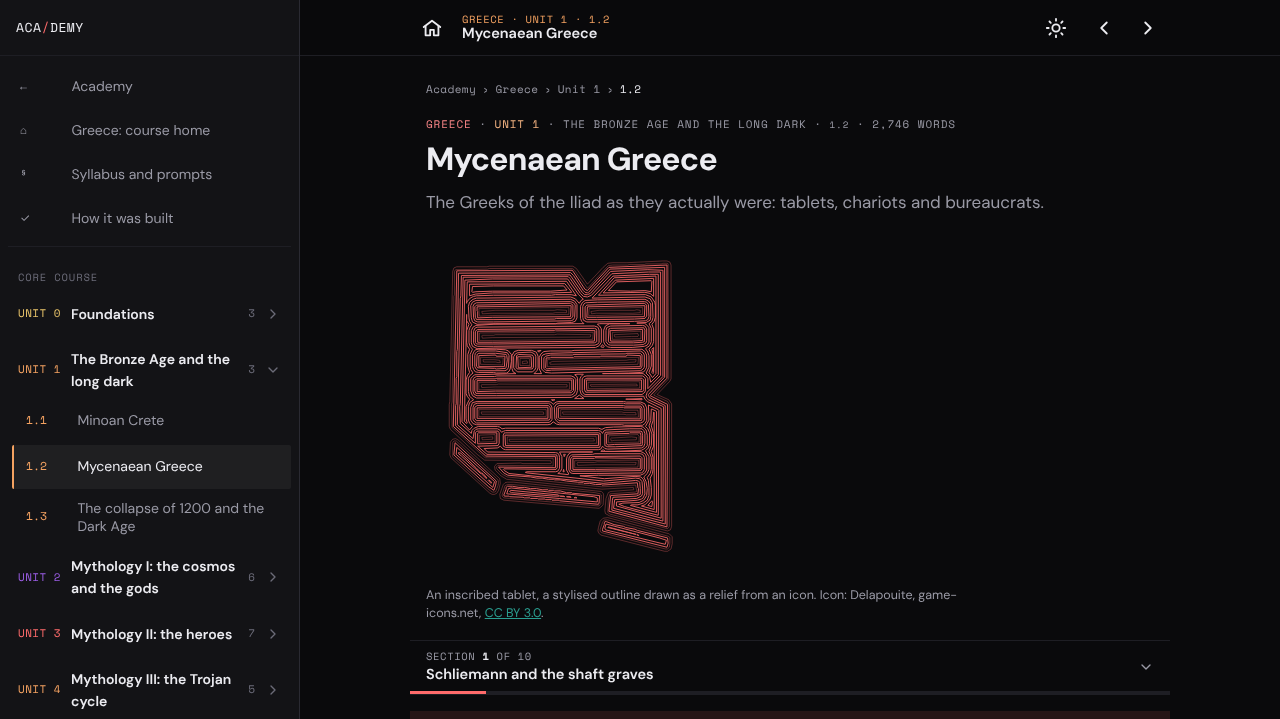 ACA/DEMY
← Academy
⌂ Greece: course home
§ Syllabus and prompts
✓ How it was built
CORE COURSE
UNIT 0 Foundations 3
UNIT 1 The Bronze Age and the long dark 3
1.1 Minoan Crete
1.2 Mycenaean Greece
1.3 The collapse of 1200 and the Dark Age
UNIT 2 Mythology I: the cosmos and the gods 6
UNIT 3 Mythology II: the heroes 7
UNIT 4 Mythology III: the Trojan cycle 5
GREECE · UNIT 1 · 1.2
Mycenaean Greece
Academy › Greece › Unit 1 › 1.2
GREECE · UNIT 1 · THE BRONZE AGE AND THE LONG DARK · 1.2 · 2,746 WORDS
Mycenaean Greece
The Greeks of the Iliad as they actually were: tablets, chariots and bureaucrats.
An inscribed tablet, a stylised outline drawn as a relief from an icon. Icon: Delapouite, game-
icons.net, CC BY 3.0.
SECTION 1 OF 10
Schliemann and the shaft graves